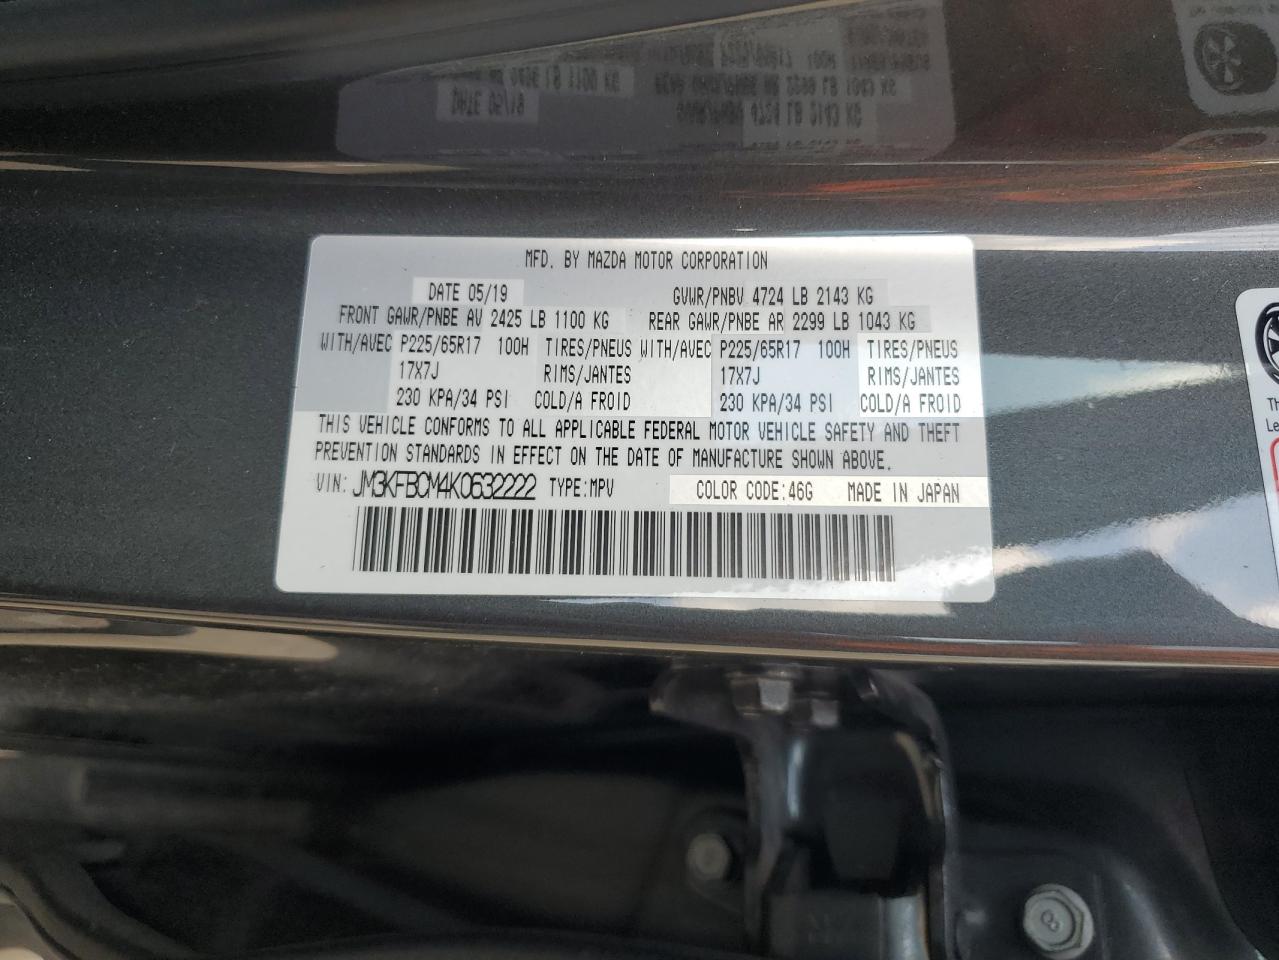 MFD. BY MAZDA MOTOR CORPORATION
DATE 05/19 GVWR/PNBV 4724 LB 2143 KG
FRONT GAWR/PNBE AV 2425 LB 1100 KG REAR GAWR/PNBE AR 2299 LB 1043 KG
WITH/AVEC P225/65R17 100H TIRES/PNEUS WITH/AVEC P225/65R17 100H TIRES/PNEUS
17X7J RIMS/JANTES 17X7J RIMS/JANTES
230 KPA/34 PSI COLD/A FROID 230 KPA/34 PSI COLD/A FROID
THIS VEHICLE CONFORMS TO ALL APPLICABLE FEDERAL MOTOR VEHICLE SAFETY AND THEFT
PREVENTION STANDARDS IN EFFECT ON THE DATE OF MANUFACTURE SHOWN ABOVE.
VIN: JM3KFBCM4K0632222 TYPE:MPV COLOR CODE:46G MADE IN JAPAN
8